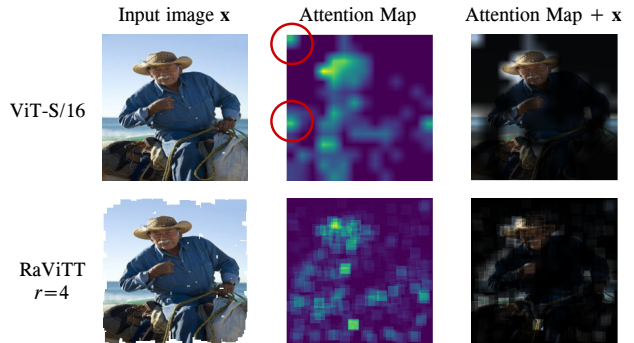 Input image x
Attention Map
Attention Map + x
ViT-S/16
RaViTT
r=4